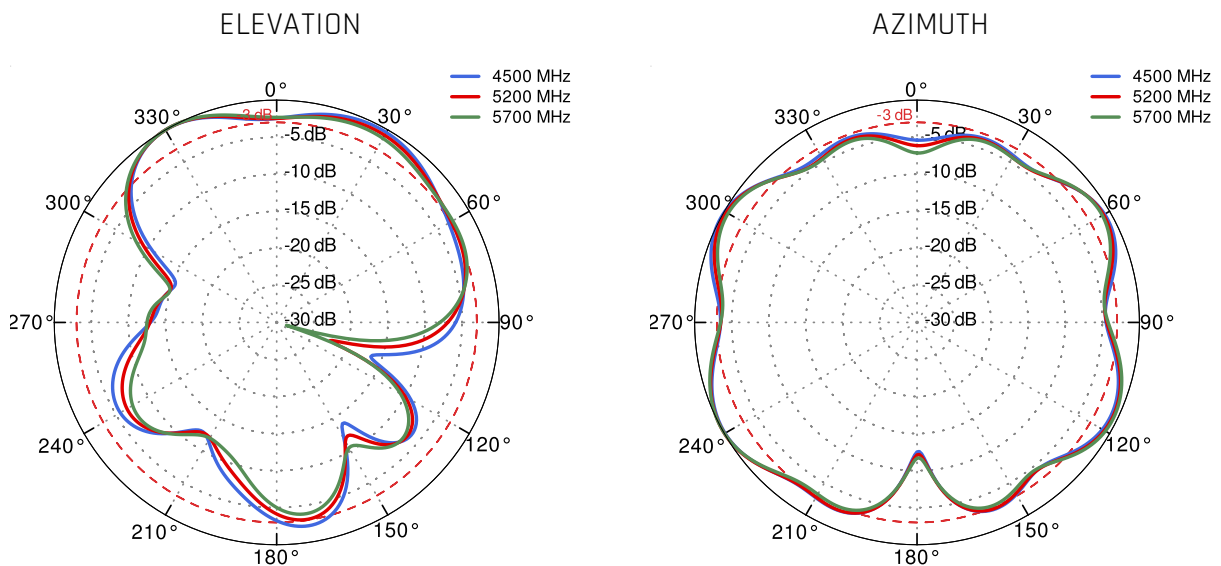 ELEVATION
4500 MHz
5200 MHz
5700 MHz
0°
330°
30°
-3 dB
-5 dB
-10 dB
300°
60°
-15 dB
-20 dB
-25 dB
270°
-30 dB
90°
240°
120°
210°
150°
180°
AZIMUTH
4500 MHz
5200 MHz
5700 MHz
0°
330°
30°
-3 dB
-5 dB
-10 dB
300°
60°
-15 dB
-20 dB
-25 dB
270°
-30 dB
90°
240°
120°
210°
150°
180°